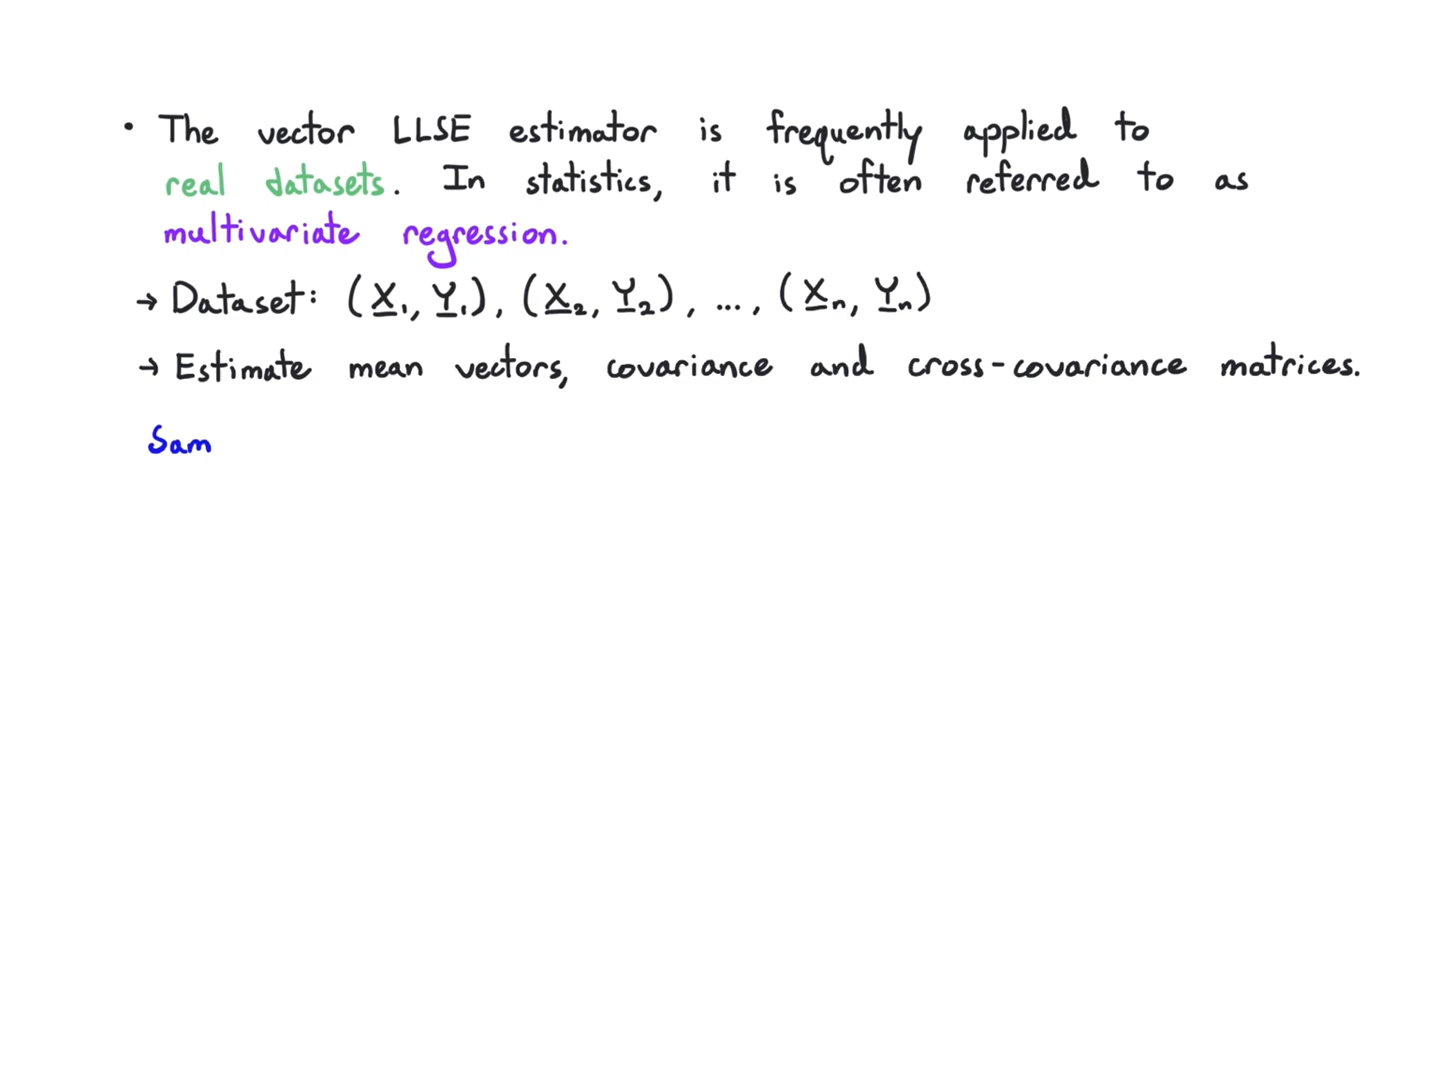 • The vector LLSE estimator is frequently applied to
real datasets. In statistics, it is often referred to as
multivariate regression.
→ Dataset: (X₁, Y₁), (X₂, Y₂), ..., (Xₙ, Yₙ)
→ Estimate mean vectors, covariance and cross-covariance matrices.
Sam